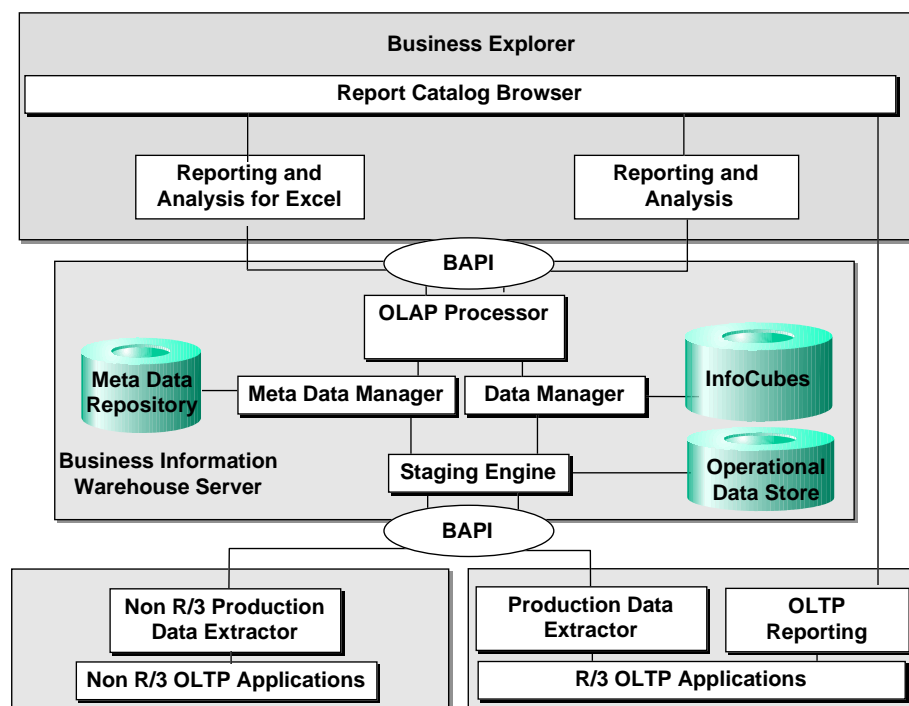 Business Explorer
Report Catalog Browser
Reporting and
Analysis for Excel
Reporting and
Analysis
BAPI
OLAP Processor
Meta Data
Repository
Meta Data Manager
Data Manager
InfoCubes
Business Information
Warehouse Server
Staging Engine
Operational
Data Store
BAPI
Non R/3 Production
Data Extractor
Production Data
Extractor
OLTP
Reporting
Non R/3 OLTP Applications
R/3 OLTP Applications